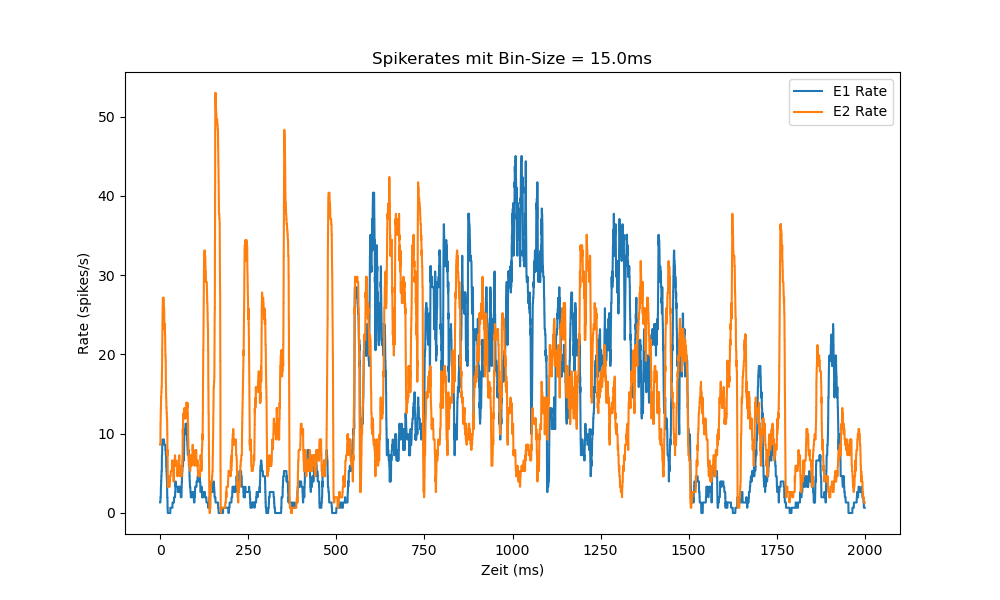 Spikerates mit Bin-Size = 15.0ms
E1 Rate
E2 Rate
Rate (spikes/s)
50
40
30
20
10
0
0 250 500 750 1000 1250 1500 1750 2000
Zeit (ms)